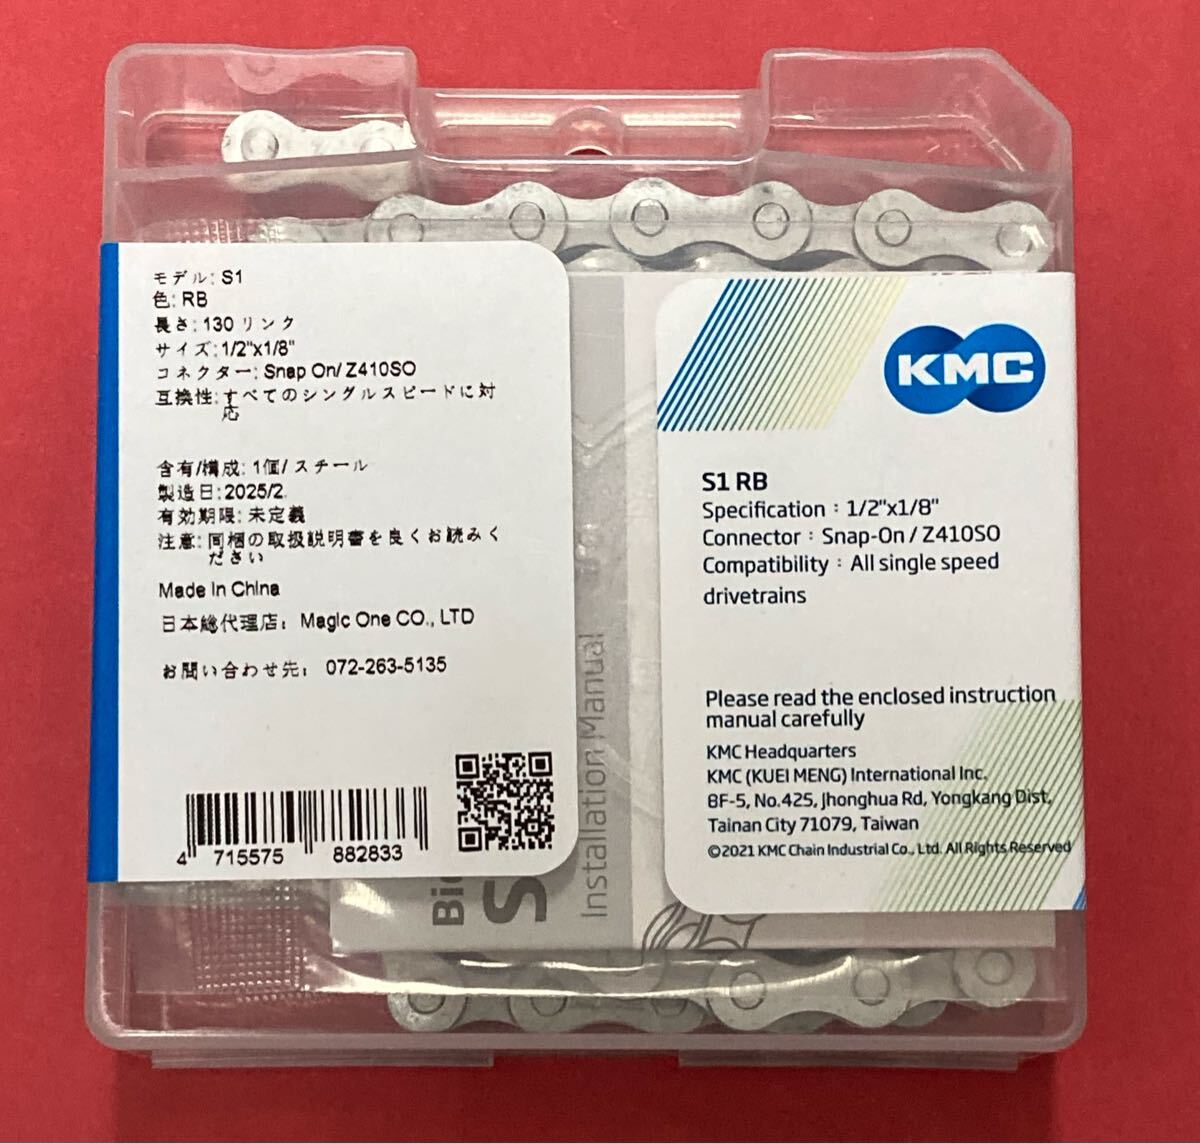 モデル: S1
色: RB
長さ: 130 リンク
サイズ: 1/2"x1/8"
コネクター: Snap On/ Z410SO
互換性: すべてのシングルスピードに対
応
含有/構成: 1個/ スチール
製造日: 2025/2
有効期限: 未定義
注意: 同梱の取扱説明書を良くお読みく
ださい
Made In China
日本総代理店: Magic One CO., LTD
お問い合わせ先: 072-263-5135
4 715575 882833
KMC
S1 RB
Specification : 1/2"x1/8"
Connector : Snap-On / Z410SO
Compatibility : All single speed
drivetrains
Please read the enclosed instruction
manual carefully
KMC Headquarters
KMC (KUEI MENG) International Inc.
8F-5, No.425, Jhonghua Rd, Yongkang Dist,
Tainan City 71079, Taiwan
©2021 KMC Chain Industrial Co., Ltd. All Rights Reserved
Installation Manual